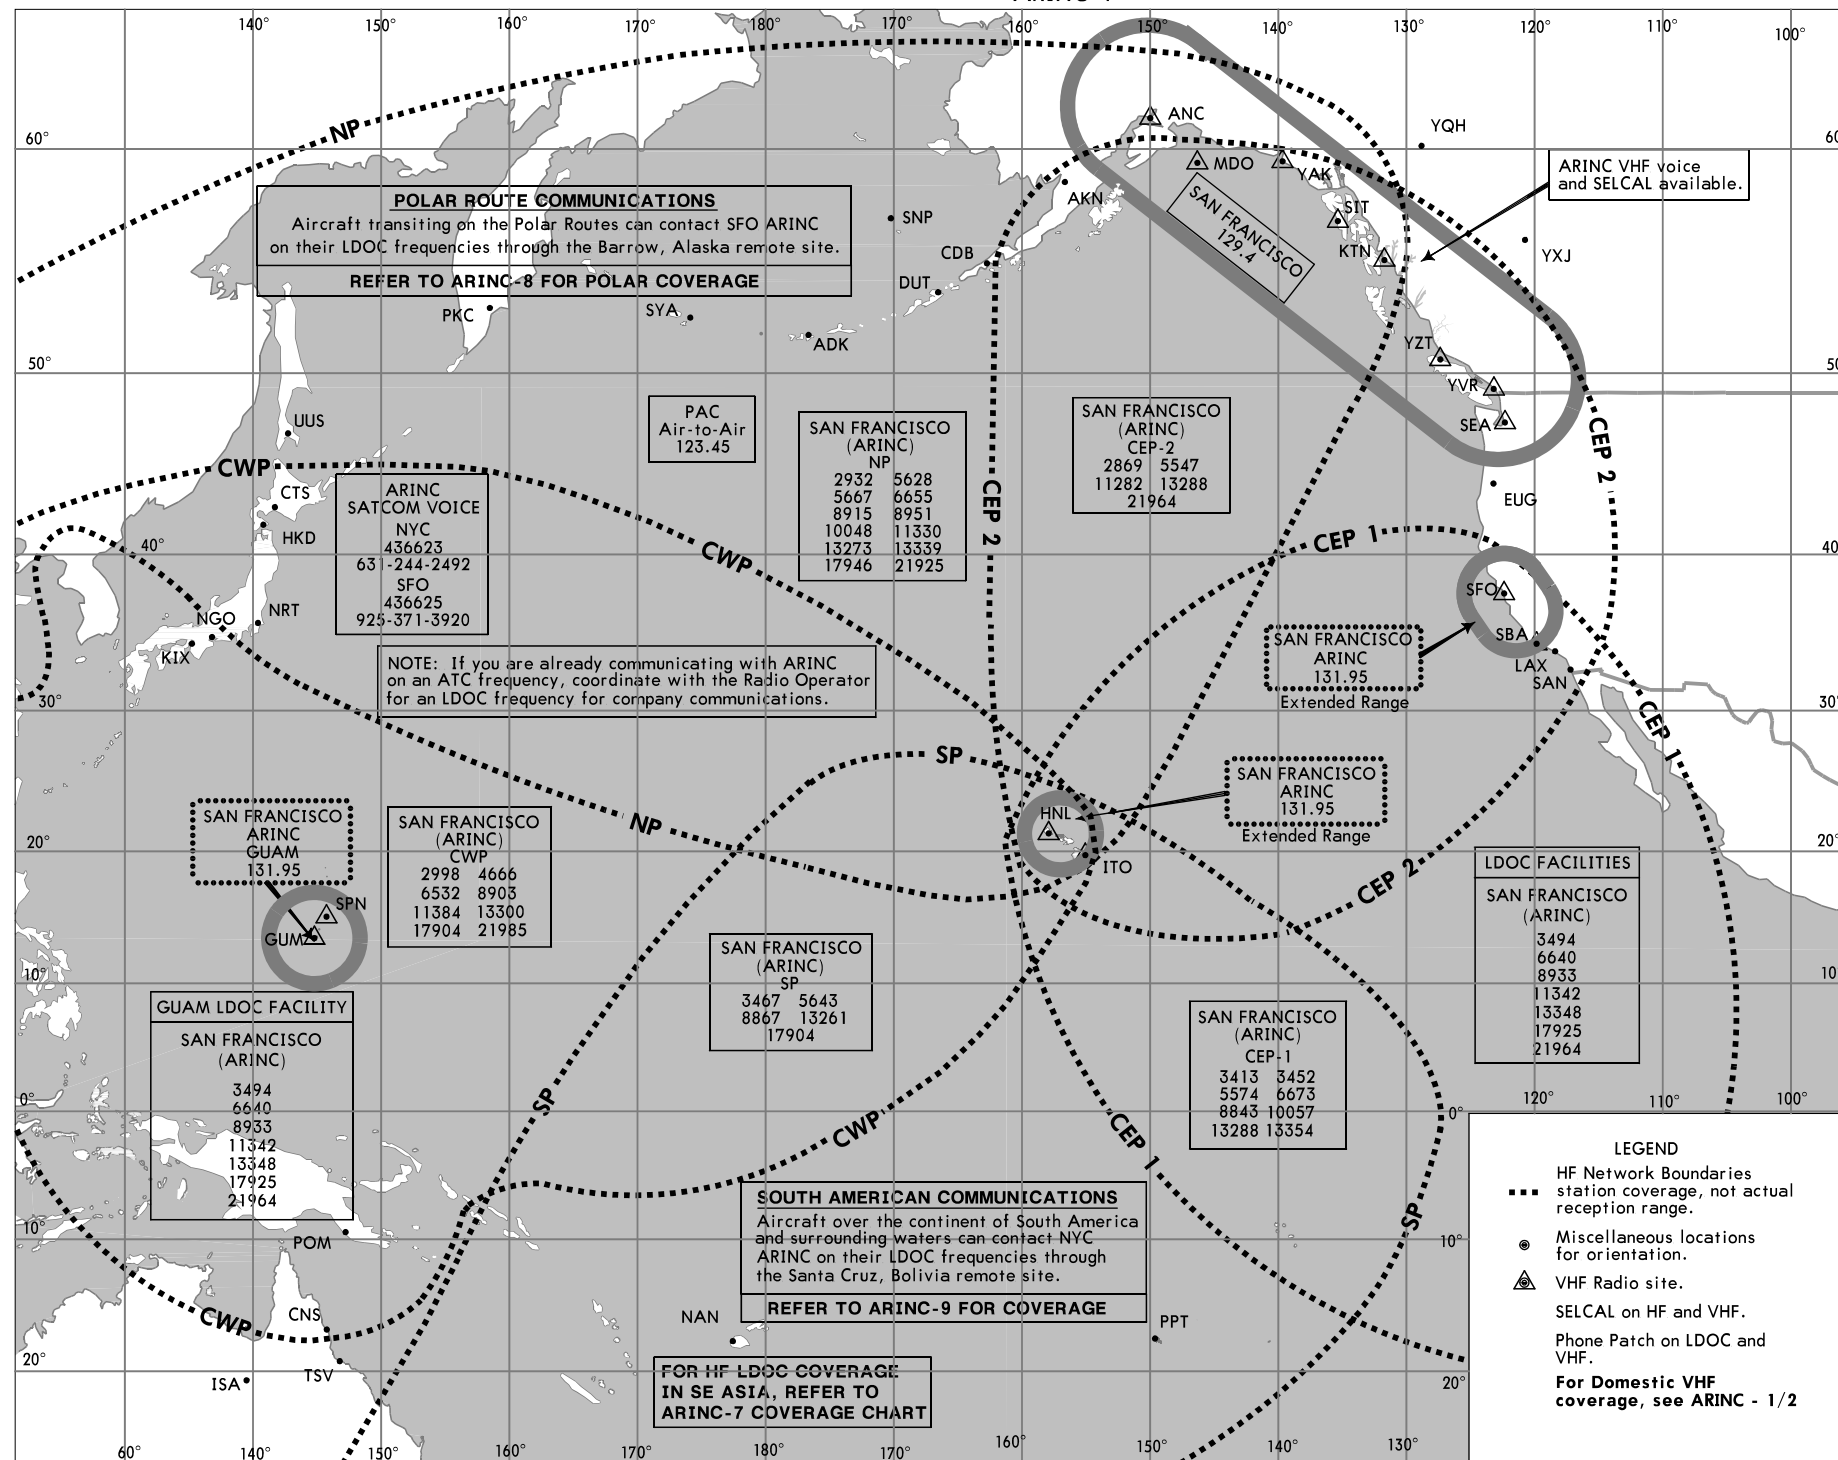 140° 150° 160° 170° 180° 170° 160° 150° 140° 130° 120° 110° 100°
NP
60°
ANC
YQH
MDO
YAK
ARINC VHF voice
and SELCAL available.
AKN
SAN FRANCISCO
129.4
SIT
KTN
YXJ
SNP
CDB
DUT
POLAR ROUTE COMMUNICATIONS
Aircraft transiting on the Polar Routes can contact SFO ARINC
on their LDOC frequencies through the Barrow, Alaska remote site.
REFER TO ARINC-8 FOR POLAR COVERAGE
PKC
SYA
ADK
YZT
50°
YVR
SEA
UUS
PAC
Air-to-Air
123.45
SAN FRANCISCO
(ARINC)
NP
2932 5628
5667 6655
8915 8951
10048 11330
13273 13339
17946 21925
SAN FRANCISCO
(ARINC)
CEP-2
2869 5547
11282 13288
21964
CEP 2
CEP 2
EUG
CWP
CTS
HKD
ARINC
SATCOM VOICE
NYC
436623
631-244-2492
SFO
436625
925-371-3920
CWP
CEP 1
40°
SFO
NGO
NRT
KIX
SBA
LAX
SAN
SAN FRANCISCO
ARINC
131.95
Extended Range
NOTE: If you are already communicating with ARINC
on an ATC frequency, coordinate with the Radio Operator
for an LDOC frequency for company communications.
30°
30°
CEP 1
SP
SAN FRANCISCO
ARINC
131.95
Extended Range
HNL
ITO
NP
SAN FRANCISCO
ARINC
GUAM
131.95
SAN FRANCISCO
(ARINC)
CWP
2998 4666
6532 8903
11384 13300
17904 21985
20°
CEP 2
LDOC FACILITIES
SAN FRANCISCO
(ARINC)
3494
6640
8933
11342
13348
17925
21964
SPN
GUM
10°
SAN FRANCISCO
(ARINC)
SP
3467 5643
8867 13261
17904
GUAM LDOC FACILITY
SAN FRANCISCO
(ARINC)
3494
6640
8933
11342
13348
17925
21964
SAN FRANCISCO
(ARINC)
CEP-1
3413 3452
5574 6673
8843 10057
13288 13354
0°
SP
CWP
CEP 1
0°
120° 110° 100°
SP
10°
POM
10°
SOUTH AMERICAN COMMUNICATIONS
Aircraft over the continent of South America
and surrounding waters can contact NYC
ARINC on their LDOC frequencies through
the Santa Cruz, Bolivia remote site.
REFER TO ARINC-9 FOR COVERAGE
LEGEND
HF Network Boundaries
station coverage, not actual
reception range.
Miscellaneous locations
for orientation.
VHF Radio site.
SELCAL on HF and VHF.
Phone Patch on LDOC and
VHF.
For Domestic VHF
coverage, see ARINC - 1/2
CWP
CNS
NAN
PPT
20°
TSV
ISA
FOR HF LDOC COVERAGE
IN SE ASIA, REFER TO
ARINC-7 COVERAGE CHART
20°
60° 140° 150° 160° 170° 180° 170° 160° 150° 140° 130°